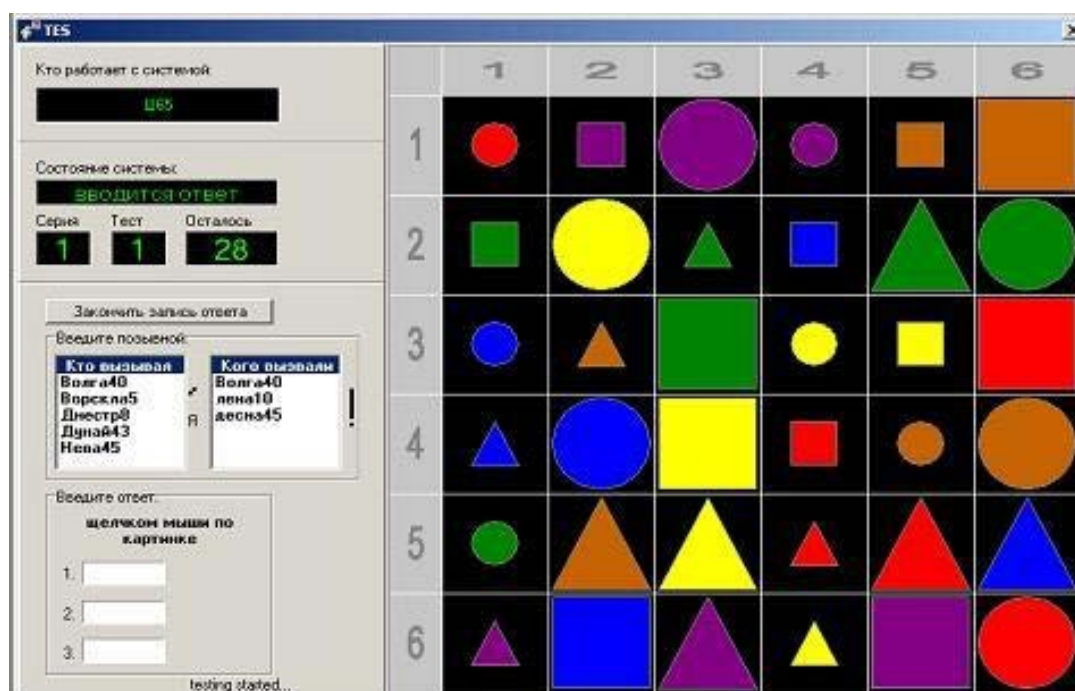 TES
Кто работает с системой:
Ш65
Состояние системы:
ВВОДИТСЯ ОТВЕТ
Серия Тест Осталось
1 1 28
Закончить запись ответа
Введите позывной:
Кто вызывал
Волга40
Ворскла5
Днестр8
Дунай43
Нева45
Я
Кого вызвали
Волга40
лена10
десна45
!
Введите ответ.
щелчком мыши по
картинке
1.
2.
3.
testing started...
1 2 3 4 5 6
1
2
3
4
5
6